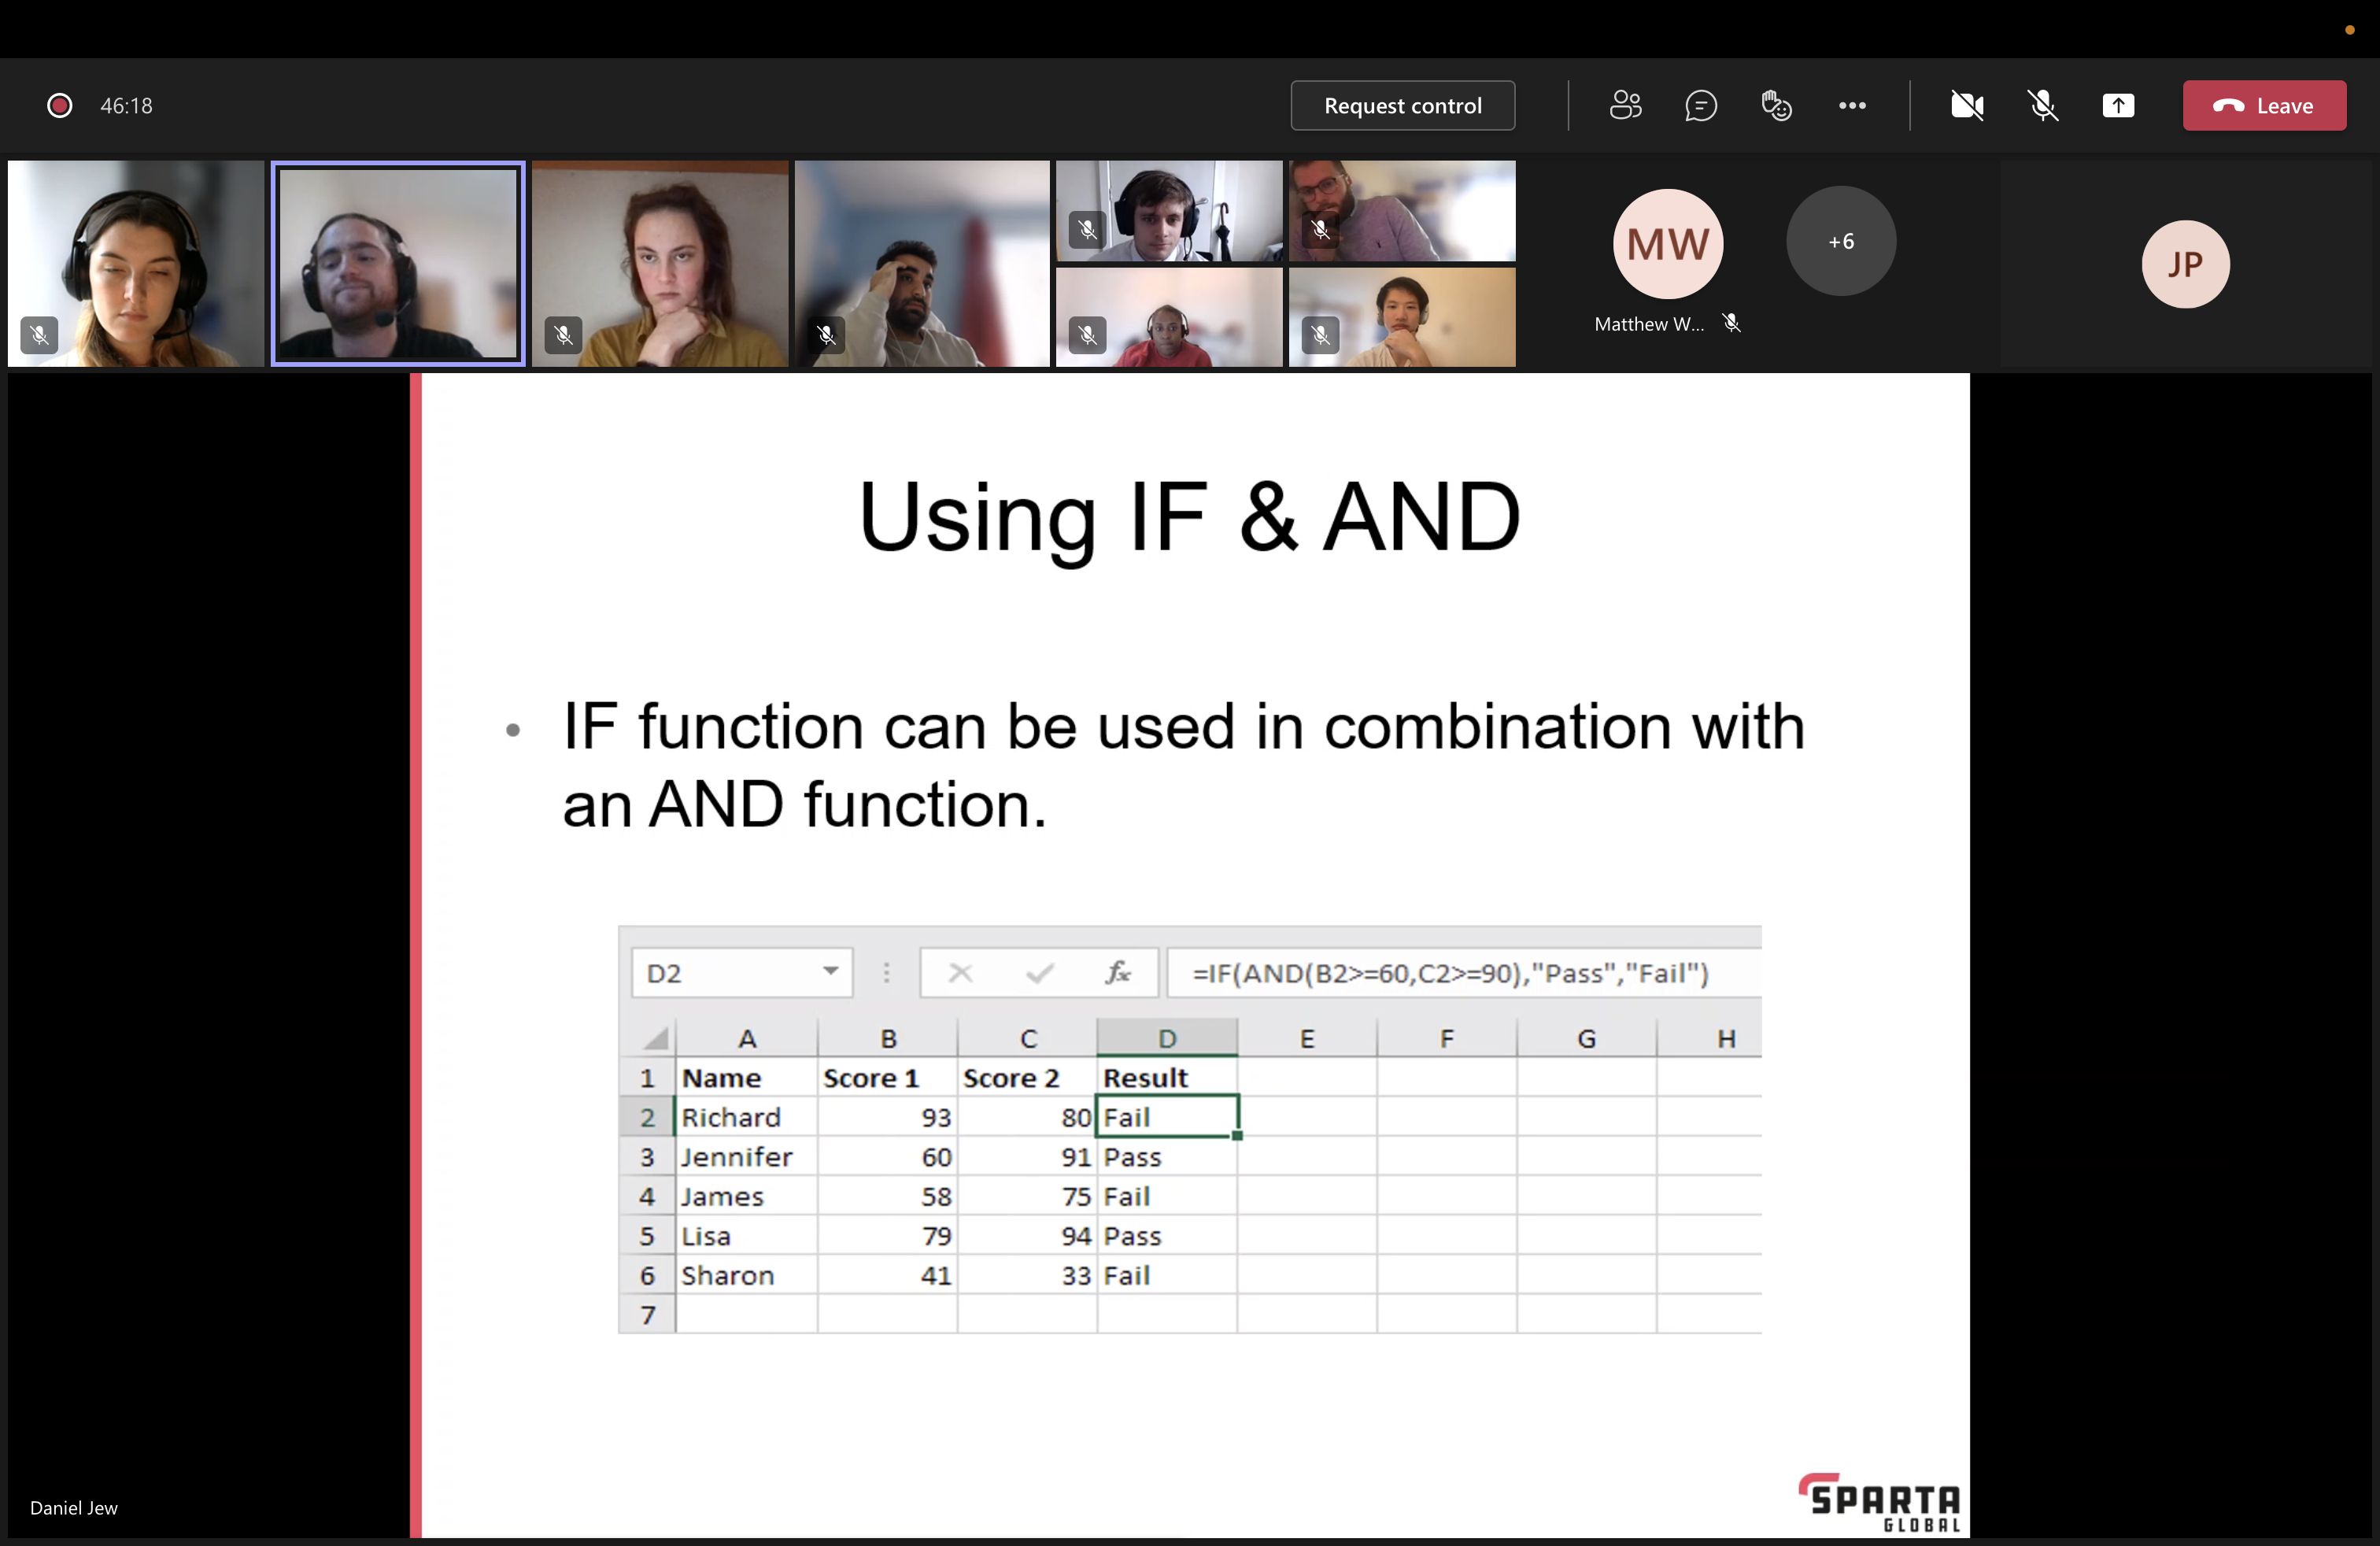 46:18
Request control
Leave
MW
Matthew W...
+6
JP
Using IF & AND
• IF function can be used in combination with
an AND function.
D2 fx =IF(AND(B2>=60,C2>=90),"Pass","Fail")
A B C D E F G H
1 Name Score 1 Score 2 Result
2 Richard 93 80 Fail
3 Jennifer 60 91 Pass
4 James 58 75 Fail
5 Lisa 79 94 Pass
6 Sharon 41 33 Fail
7
Daniel Jew
SPARTA
GLOBAL